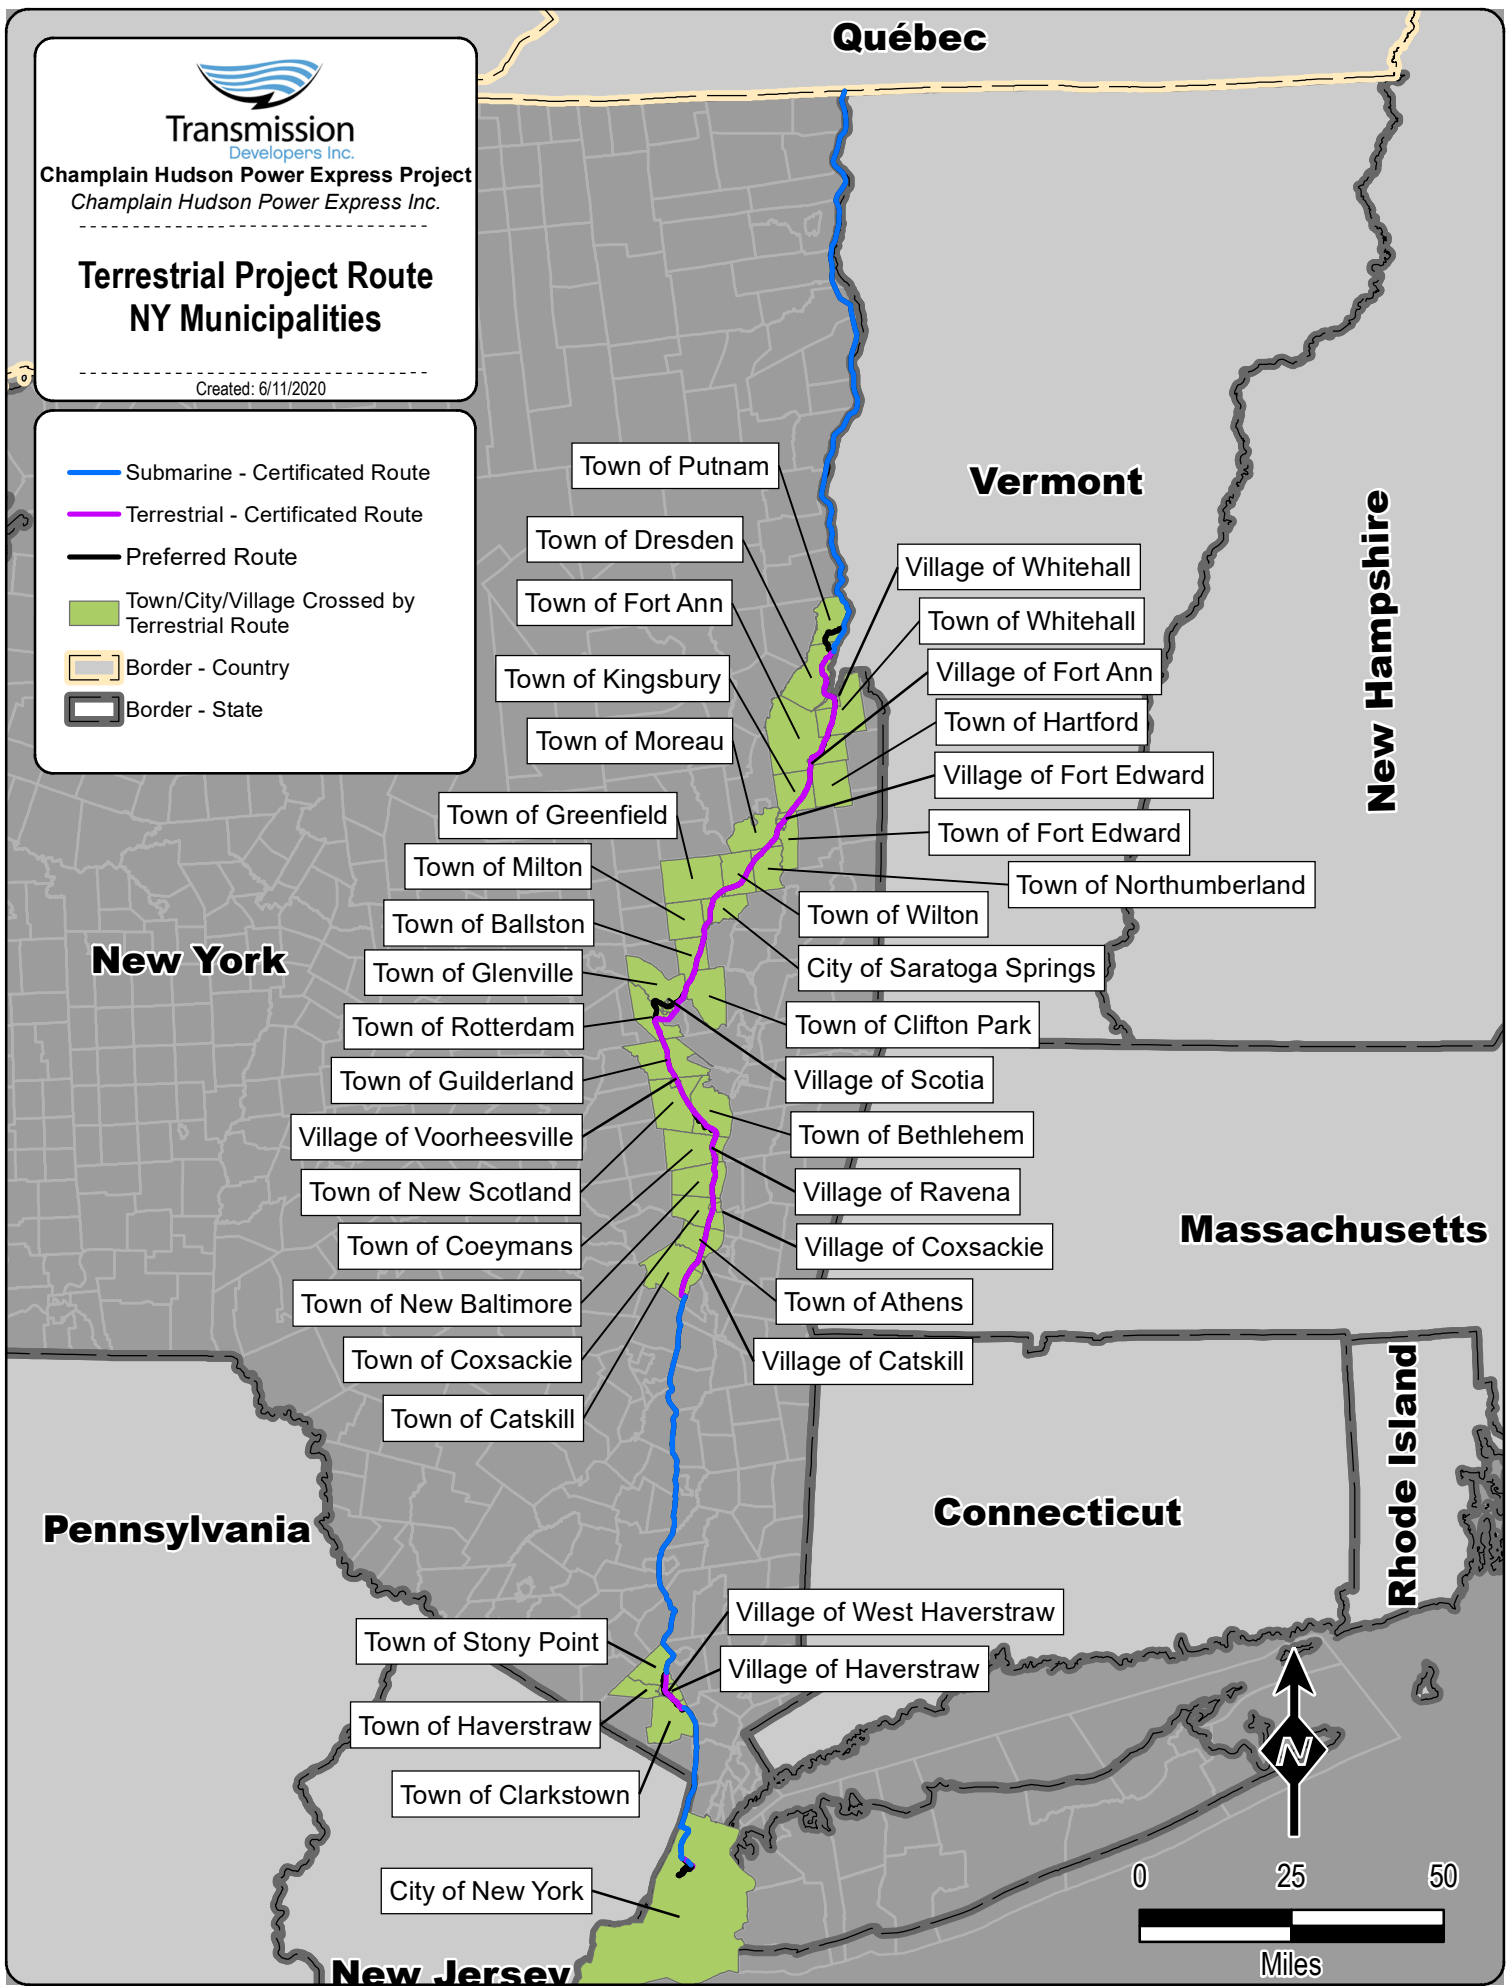 Québec
Transmission
Developers Inc.
Champlain Hudson Power Express Project
Champlain Hudson Power Express Inc.
Terrestrial Project Route
NY Municipalities
Created: 6/11/2020
Submarine - Certificated Route
Terrestrial - Certificated Route
Preferred Route
Town/City/Village Crossed by
Terrestrial Route
Border - Country
Border - State
Town of Putnam
Vermont
New Hampshire
Town of Dresden
Village of Whitehall
Town of Fort Ann
Town of Whitehall
Village of Fort Ann
Town of Kingsbury
Town of Hartford
Town of Moreau
Village of Fort Edward
Town of Greenfield
Town of Fort Edward
Town of Milton
Town of Northumberland
Town of Wilton
Town of Ballston
New York
City of Saratoga Springs
Town of Glenville
Town of Clifton Park
Town of Rotterdam
Village of Scotia
Town of Guilderland
Town of Bethlehem
Village of Voorheesville
Village of Ravena
Town of New Scotland
Massachusetts
Town of Coeymans
Village of Coxsackie
Town of New Baltimore
Town of Athens
Town of Coxsackie
Village of Catskill
Town of Catskill
Rhode Island
Connecticut
Pennsylvania
Village of West Haverstraw
Town of Stony Point
Village of Haverstraw
Town of Haverstraw
N
Town of Clarkstown
0 25 50
City of New York
Miles
New Jersey